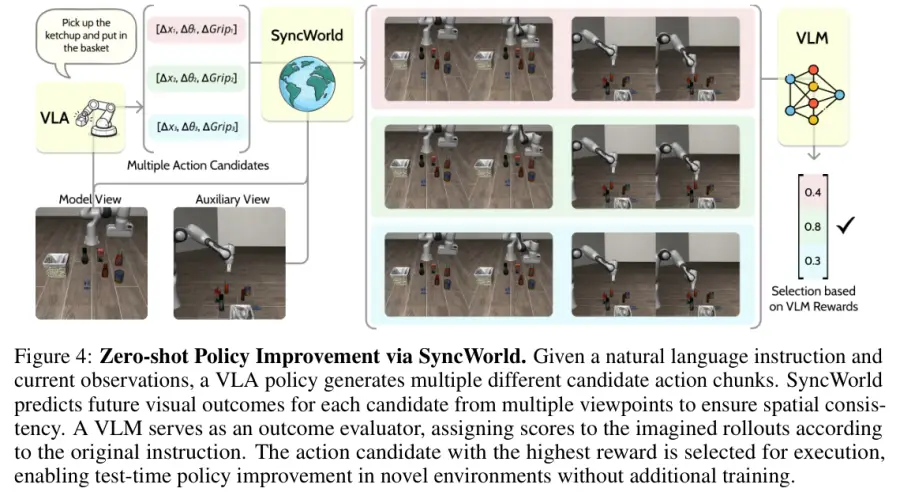 Pick up the
ketchup and put in
the basket
VLA
[Δx₁, Δθ₁, ΔGrip₁]
[Δx₂, Δθ₂, ΔGrip₂]
[Δx₃, Δθ₃, ΔGrip₃]
Multiple Action Candidates
SyncWorld
Model View
Auxiliary View
VLM
0.4
0.8
0.3
Selection based
on VLM Rewards
Figure 4: Zero-shot Policy Improvement via SyncWorld. Given a natural language instruction and
current observations, a VLA policy generates multiple different candidate action chunks. SyncWorld
predicts future visual outcomes for each candidate from multiple viewpoints to ensure spatial consis-
tency. A VLM serves as an outcome evaluator, assigning scores to the imagined rollouts according
to the original instruction. The action candidate with the highest reward is selected for execution,
enabling test-time policy improvement in novel environments without additional training.